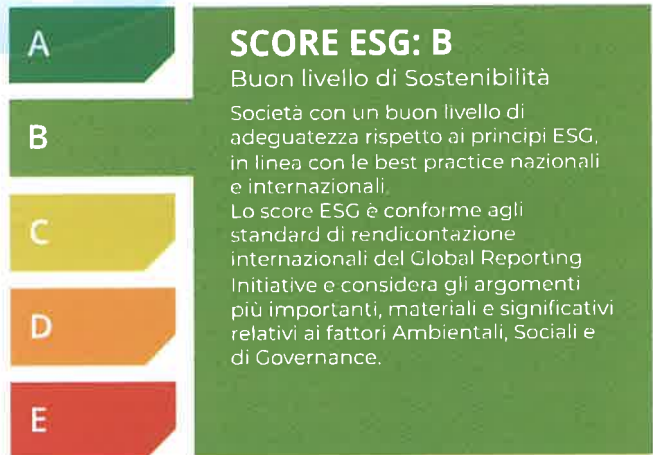 A
B
C
D
E
SCORE ESG: B
Buon livello di Sostenibilità
Società con un buon livello di
adeguatezza rispetto ai principi ESG,
in linea con le best practice nazionali
e internazionali.
Lo score ESG è conforme agli
standard di rendicontazione
internazionali del Global Reporting
Initiative e considera gli argomenti
più importanti, materiali e significativi
relativi ai fattori Ambientali, Sociali e
di Governance.